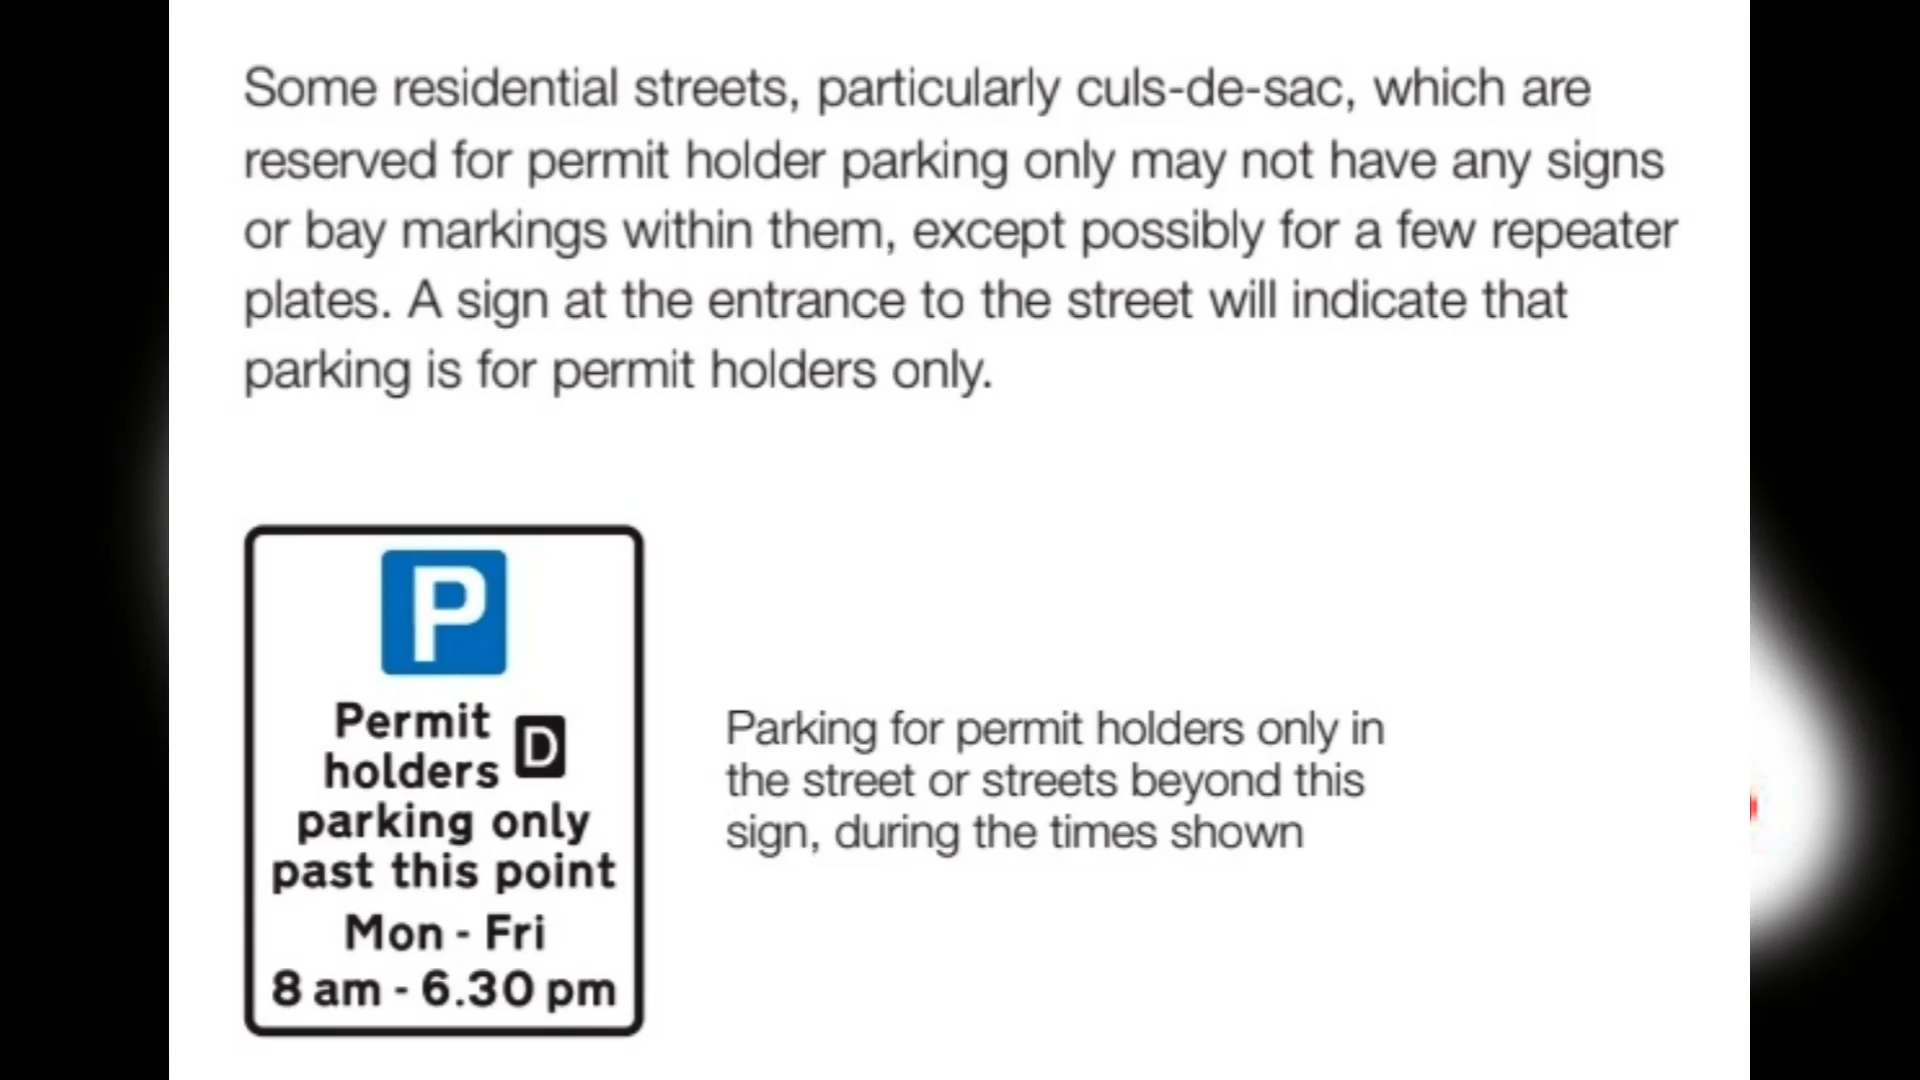 Some residential streets, particularly culs-de-sac, which are
reserved for permit holder parking only may not have any signs
or bay markings within them, except possibly for a few repeater
plates. A sign at the entrance to the street will indicate that
parking is for permit holders only.
P
Permit
holders D
parking only
past this point
Mon - Fri
8 am - 6.30 pm
Parking for permit holders only in
the street or streets beyond this
sign, during the times shown